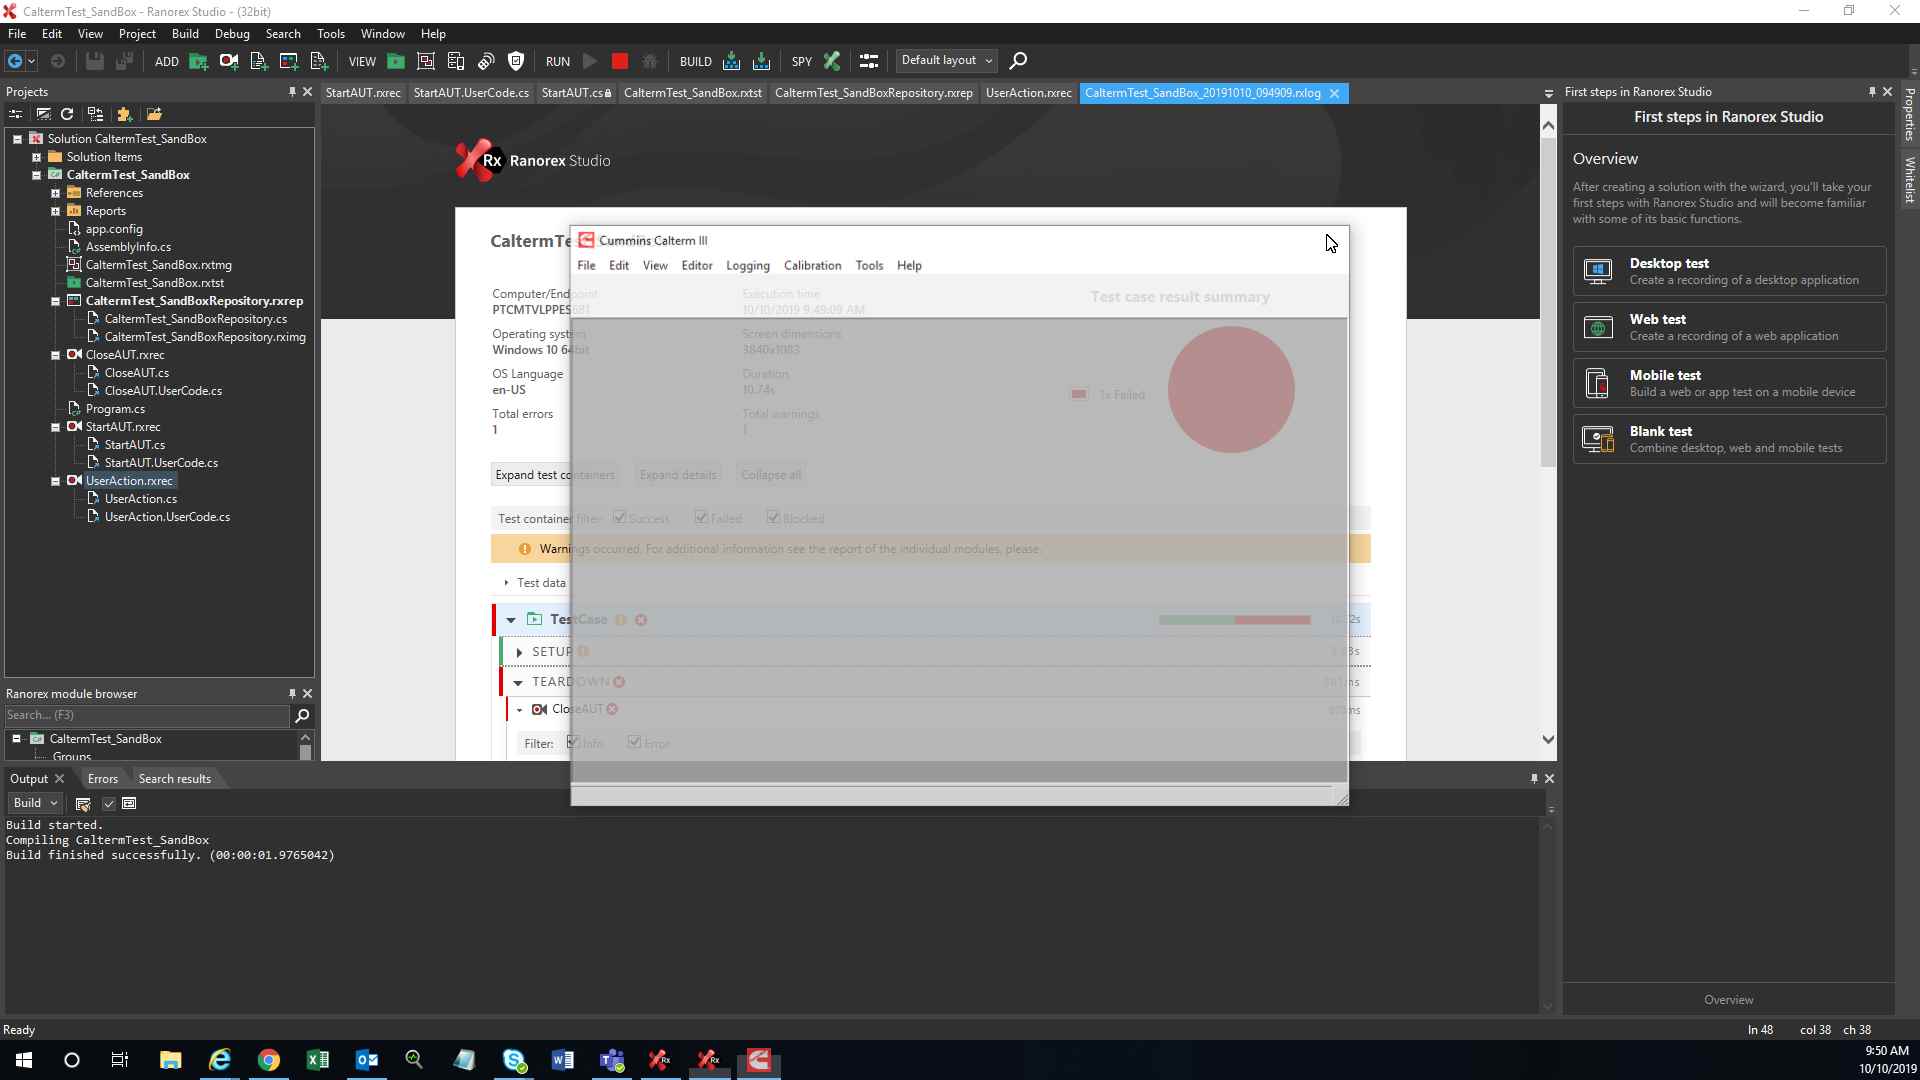 CaltermTest_SandBox - Ranorex Studio - (32bit)
File Edit View Project Build Debug Search Tools Window Help
ADD VIEW RUN BUILD SPY Default layout
Projects
StartAUT.rxrec StartAUT.UserCode.cs StartAUT.cs CaltermTest_SandBox.rxtst CaltermTest_SandBoxRepository.rxrep UserAction.rxrec CaltermTest_SandBox_20191010_094909.rxlog
Solution CaltermTest_SandBox
Solution Items
CaltermTest_SandBox
References
Reports
app.config
AssemblyInfo.cs
CaltermTest_SandBox.rxtmg
CaltermTest_SandBox.rxtst
CaltermTest_SandBoxRepository.rxrep
CaltermTest_SandBoxRepository.cs
CaltermTest_SandBoxRepository.rximg
CloseAUT.rxrec
CloseAUT.cs
CloseAUT.UserCode.cs
Program.cs
StartAUT.rxrec
StartAUT.cs
StartAUT.UserCode.cs
UserAction.rxrec
UserAction.cs
UserAction.UserCode.cs
Ranorex module browser
Search... (F3)
CaltermTest_SandBox
Groups
Rx Ranorex Studio
CaltermTe
Cummins Calterm III
File Edit View Editor Logging Calibration Tools Help
Computer/Endpoint Execution time
PTCMTVLPPES681 10/10/2019 9:49:09 AM
Test case result summary
Operating system Screen dimensions
Windows 10 64bit 3840x1083
OS Language Duration
en-US 10.74s
1x Failed
Total errors Total warnings
1 1
Expand test containers Expand details Collapse all
Test container filter: Success Failed Blocked
Warnings occurred. For additional information see the report of the individual modules, please.
Test data
TestCase
SETUP
TEARDOWN
CloseAUT
Filter: Info Error
First steps in Ranorex Studio
First steps in Ranorex Studio
Overview
After creating a solution with the wizard, you'll take your
first steps with Ranorex Studio and will become familiar
with some of its basic functions.
Desktop test
Create a recording of a desktop application
Web test
Create a recording of a web application
Mobile test
Build a web or app test on a mobile device
Blank test
Combine desktop, web and mobile tests
Overview
Properties
Whitelist
Output Errors Search results
Build
Build started.
Compiling CaltermTest_SandBox
Build finished successfully. (00:00:01.9765042)
Ready
ln 48 col 38 ch 38
9:50 AM
10/10/2019